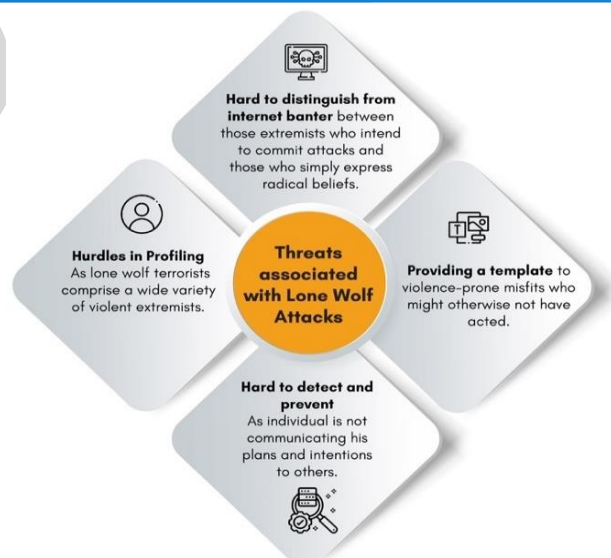 Hard to distinguish from
internet banter between
those extremists who intend
to commit attacks and
those who simply express
radical beliefs.
Hurdles in Profiling
As lone wolf terrorists
comprise a wide variety
of violent extremists.
Threats
associated
with Lone Wolf
Attacks
T
Providing a template to
violence-prone misfits who
might otherwise not have
acted.
Hard to detect and
prevent
As individual is not
communicating his
plans and intentions
to others.